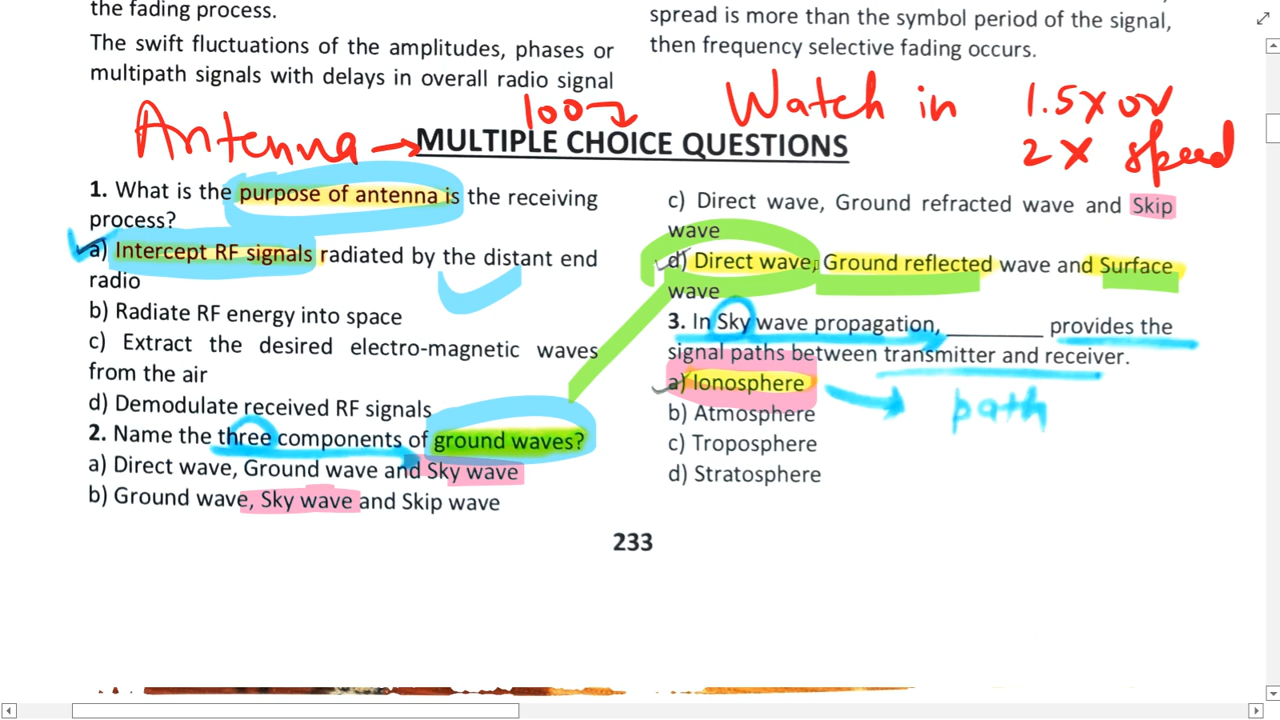 the fading process.
The swift fluctuations of the amplitudes, phases or
multipath signals with delays in overall radio signal
spread is more than the symbol period of the signal,
then frequency selective fading occurs.
Antenna → 100 Watch in 1.5x or
2x speed
MULTIPLE CHOICE QUESTIONS
1. What is the purpose of antenna is the receiving
process?
a) Intercept RF signals radiated by the distant end
radio
b) Radiate RF energy into space
c) Extract the desired electro-magnetic waves
from the air
d) Demodulate received RF signals
2. Name the three components of ground waves?
a) Direct wave, Ground wave and Sky wave
b) Ground wave, Sky wave and Skip wave
c) Direct wave, Ground refracted wave and Skip
wave
d) Direct wave, Ground reflected wave and Surface
wave
3. In Sky wave propagation, ________ provides the
signal paths between transmitter and receiver.
a) Ionosphere
path
b) Atmosphere
c) Troposphere
d) Stratosphere
233